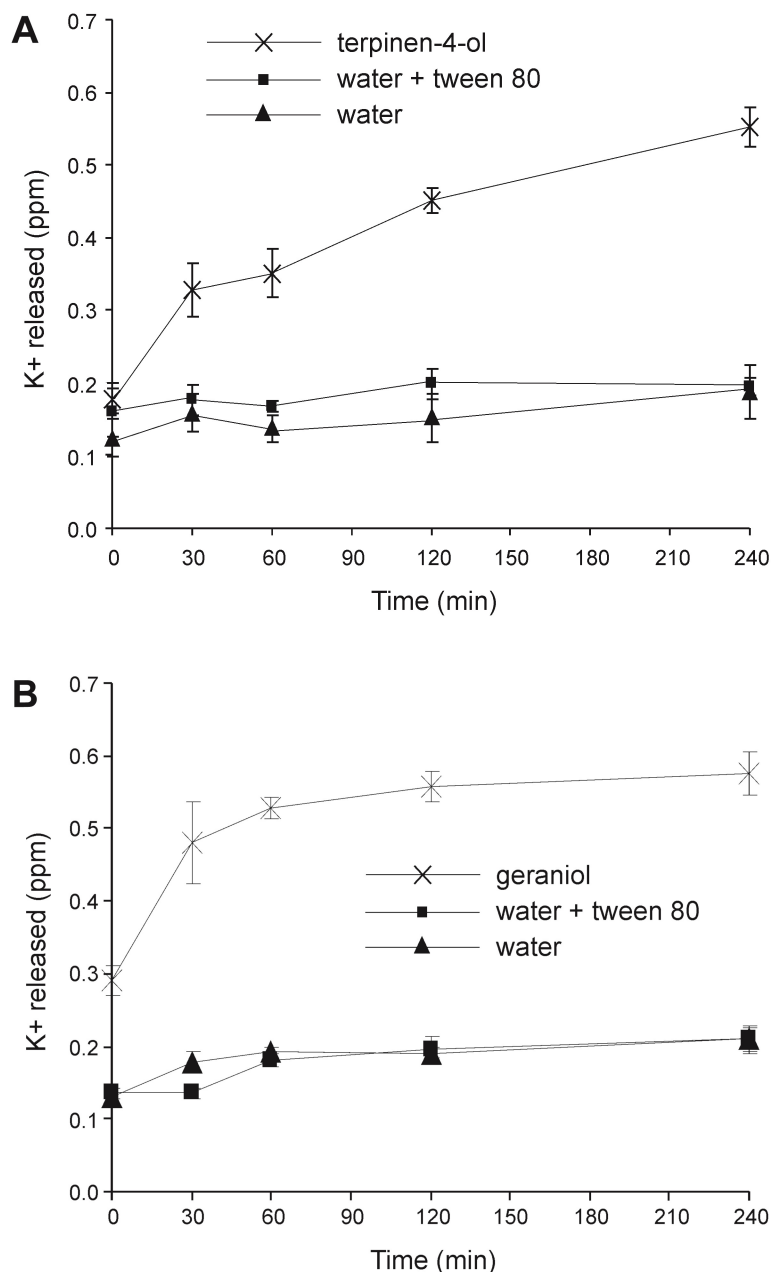 A
0.7
terpinen-4-ol
water + tween 80
water
0.6
0.5
0.4
0.3
0.2
0.1
0.0
K+ released (ppm)
0 30 60 90 120 150 180 210 240
Time (min)
B
0.7
0.6
0.5
geraniol
water + tween 80
water
0.4
0.3
0.2
0.1
0.0
K+ released (ppm)
0 30 60 90 120 150 180 210 240
Time (min)